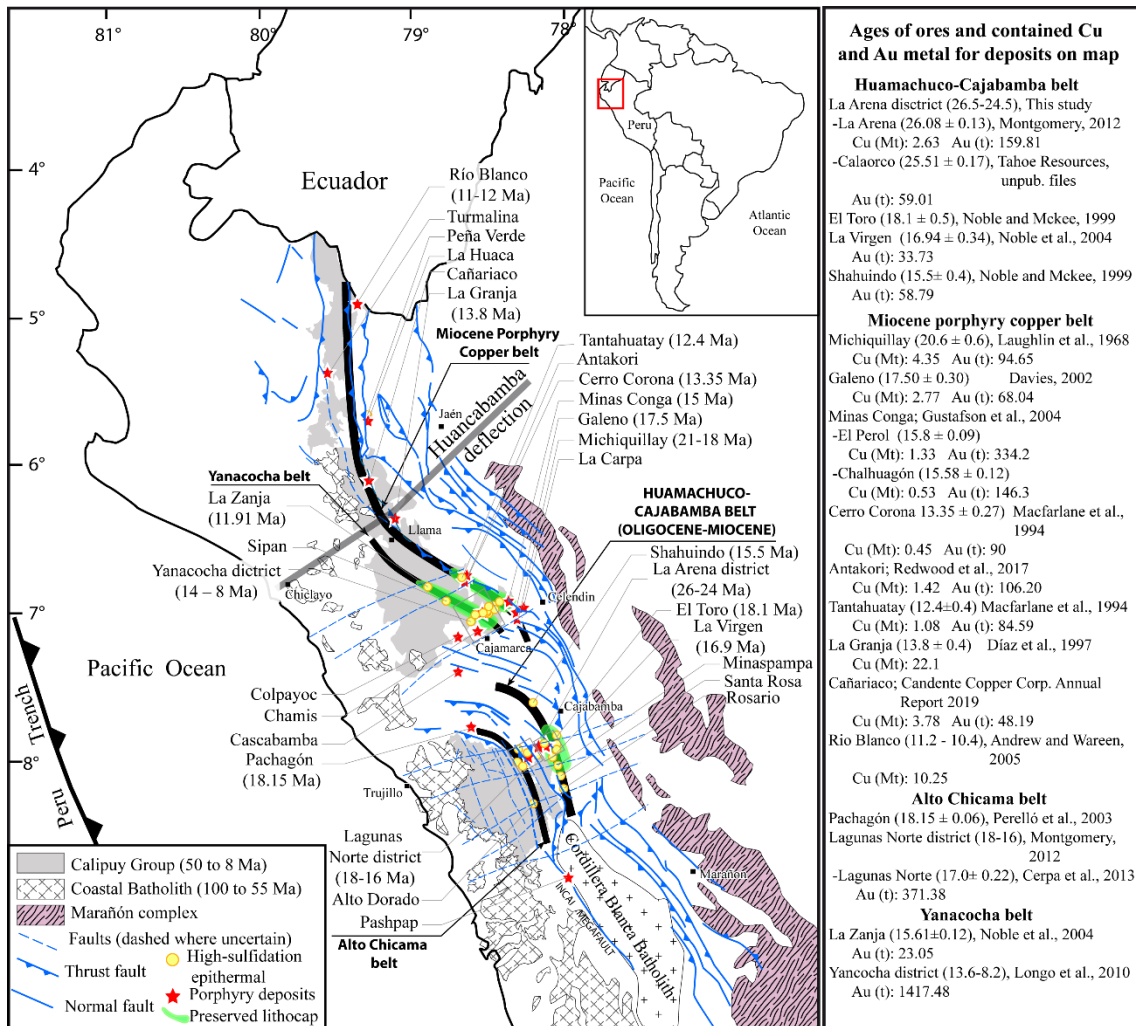 81°
80°
79°
78°
4°
5°
6°
7°
8°
Ecuador
Río Blanco
(11-12 Ma)
Turmalina
Peña Verde
La Huaca
Cañariaco
La Granja
(13.8 Ma)
Miocene Porphyry
Copper belt
Huancabamba
deflection
Jaén
Tantahuatay (12.4 Ma)
Antakori
Cerro Corona (13.35 Ma)
Minas Conga (15 Ma)
Galeno (17.5 Ma)
Michiquillay (21-18 Ma)
La Carpa
Yanacocha belt
La Zanja
(11.91 Ma)
Llama
Sipan
Yanacocha dictrict
(14 – 8 Ma)
Chiclayo
HUAMACHUCO-
CAJABAMBA BELT
(OLIGOCENE-MIOCENE)
Shahuindo (15.5 Ma)
La Arena district
(26-24 Ma)
El Toro (18.1 Ma)
La Virgen
(16.9 Ma)
Minaspampa
Santa Rosa
Rosario
Celendin
Cajamarca
Cajabamba
Pacific Ocean
Trench
Peru
Colpayoc
Chamis
Cascabamba
Pachagón
(18.15 Ma)
Trujillo
Lagunas
Norte district
(18-16 Ma)
Alto Dorado
Pashpap
Alto Chicama
belt
INCAI MEGAFAULT
Cordillera Blanca Batholith
Marañon
Peru
Pacific
Ocean
Atlantic
Ocean
Calipuy Group (50 to 8 Ma)
Coastal Batholith (100 to 55 Ma)
Marañón complex
Faults (dashed where uncertain)
Thrust fault
Normal fault
High-sulfidation
epithermal
Porphyry deposits
Preserved lithocap
Ages of ores and contained Cu
and Au metal for deposits on map
Huamachuco-Cajabamba belt
La Arena disctrict (26.5-24.5), This study
-La Arena (26.08 ± 0.13), Montgomery, 2012
Cu (Mt): 2.63 Au (t): 159.81
-Calaorco (25.51 ± 0.17), Tahoe Resources,
unpub. files
Au (t): 59.01
El Toro (18.1 ± 0.5), Noble and Mckee, 1999
La Virgen (16.94 ± 0.34), Noble et al., 2004
Au (t): 33.73
Shahuindo (15.5± 0.4), Noble and Mckee, 1999
Au (t): 58.79
Miocene porphyry copper belt
Michiquillay (20.6 ± 0.6), Laughlin et al., 1968
Cu (Mt): 4.35 Au (t): 94.65
Galeno (17.50 ± 0.30) Davies, 2002
Cu (Mt): 2.77 Au (t): 68.04
Minas Conga; Gustafson et al., 2004
-El Perol (15.8 ± 0.09)
Cu (Mt): 1.33 Au (t): 334.2
-Chalhuagón (15.58 ± 0.12)
Cu (Mt): 0.53 Au (t): 146.3
Cerro Corona 13.35 ± 0.27) Macfarlane et al.,
1994
Cu (Mt): 0.45 Au (t): 90
Antakori; Redwood et al., 2017
Cu (Mt): 1.42 Au (t): 106.20
Tantahuatay (12.4±0.4) Macfarlane et al., 1994
Cu (Mt): 1.08 Au (t): 84.59
La Granja (13.8 ± 0.4) Díaz et al., 1997
Cu (Mt): 22.1
Cañariaco; Candente Copper Corp. Annual
Report 2019
Cu (Mt): 3.78 Au (t): 48.19
Rio Blanco (11.2 - 10.4), Andrew and Wareen,
2005
Cu (Mt): 10.25
Alto Chicama belt
Pachagón (18.15 ± 0.06), Perelló et al., 2003
Lagunas Norte district (18-16), Montgomery,
2012
-Lagunas Norte (17.0± 0.22), Cerpa et al., 2013
Au (t): 371.38
Yanacocha belt
La Zanja (15.61±0.12), Noble et al., 2004
Au (t): 23.05
Yancocha district (13.6-8.2), Longo et al., 2010
Au (t): 1417.48